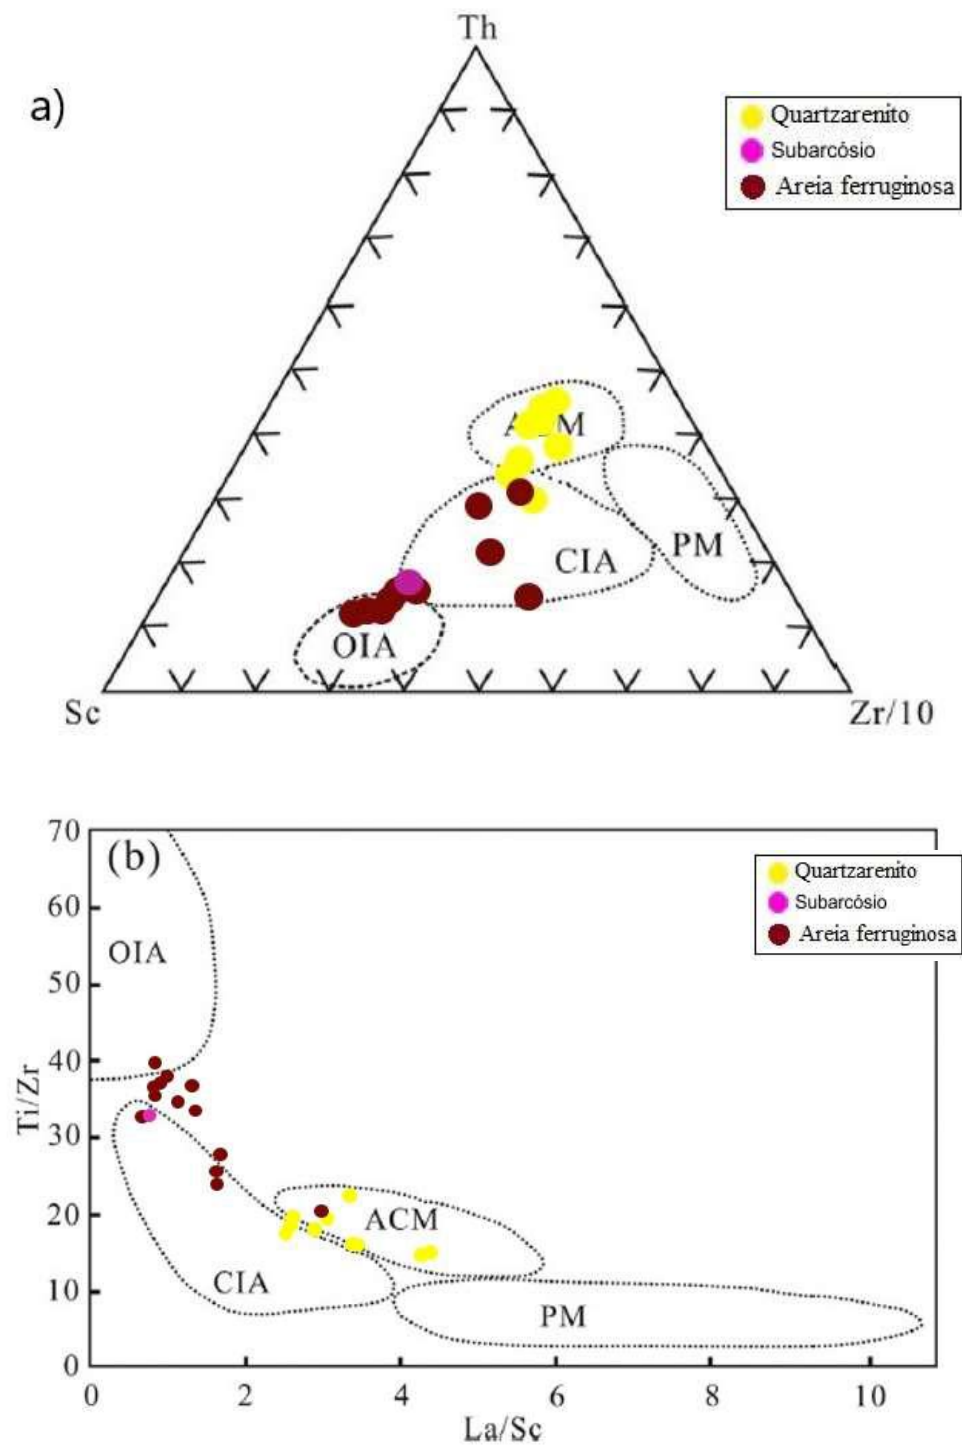 Th
a)
Quartzarenito
Subarcósio
Areia ferruginosa
ACM
PM
CIA
OIA
Sc
Zr/10
70
(b)
Quartzarenito
60
Subarcósio
Areia ferruginosa
OIA
50
40
Ti/Zr
30
20
ACM
CIA
10
PM
0
0 2 4 6 8 10
La/Sc